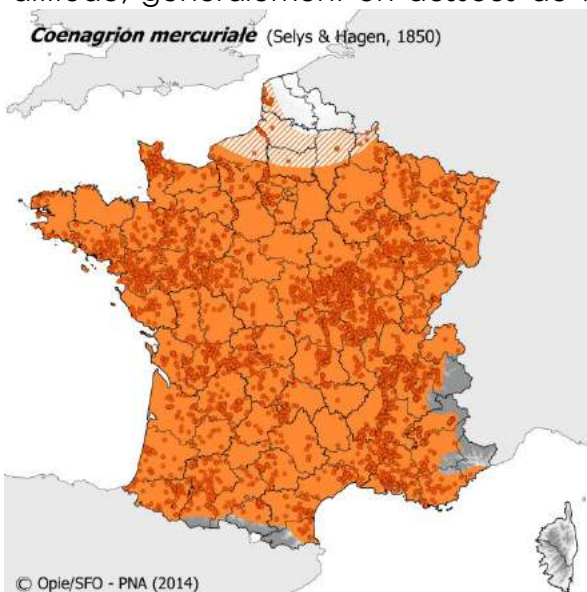 Coenagrion mercuriale (Selys & Hagen, 1850)
© Opie/SFO - PNA (2014)